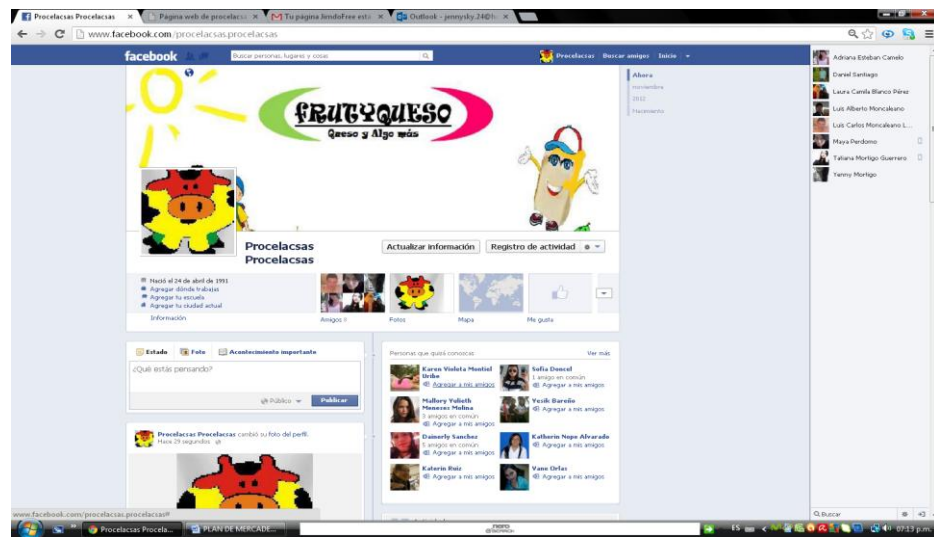 Procelacsas Procelacsas
Pagina web de procelacs
Tu página JimdoFree está
Outlook - jennysky.24@h
www.facebook.com/procelacsas.procelacsas
facebook
Buscar personas, lugares y cosas
Procelacsas
Buscar amigos
Inicio
FRUTYQUESO
Queso y Algo más
Ahora
noviembre
2012
Nacimiento
Procelacsas
Procelacsas
Actualizar información
Registro de actividad
Nació el 24 de abril de 1991
Agregar dónde trabajas
Agregar tu escuela
Agregar tu ciudad actual
Información
Amigos
Fotos
Mapa
Me gusta
Estado
Foto
Acontecimiento importante
¿Qué estás pensando?
Público
Publicar
Procelacsas Procelacsas cambió su foto del perfil.
Hace 29 segundos
Personas que quizá conozcas
Ver más
Karen Violeta Montiel
Uribe
Agregar a mis amigos
Sofia Doncel
1 amigo en común
Agregar a mis amigos
Mallory Yulieth
Meneses Molina
5 amigos en común
Agregar a mis amigos
Yesik Bareño
Agregar a mis amigos
Dainerly Sanchez
5 amigos en común
Agregar a mis amigos
Katherin Nope Alvarado
Agregar a mis amigos
Katerin Ruiz
Agregar a mis amigos
Vane Orlas
Agregar a mis amigos
Adriana Esteban Camelo
Daniel Santiago
Laura Camila Blanco Pérez
Luis Alberto Moncaleano
Luis Carlos Moncaleano L...
Maya Perdomo
Tatiana Mortigo Guerrero
Yenny Mortigo
Buscar
www.facebook.com/procelacsas.procelacsas#
Procelacsas Procela...
PLAN DE MERCADE...
nero
ES
07:13 p.m.